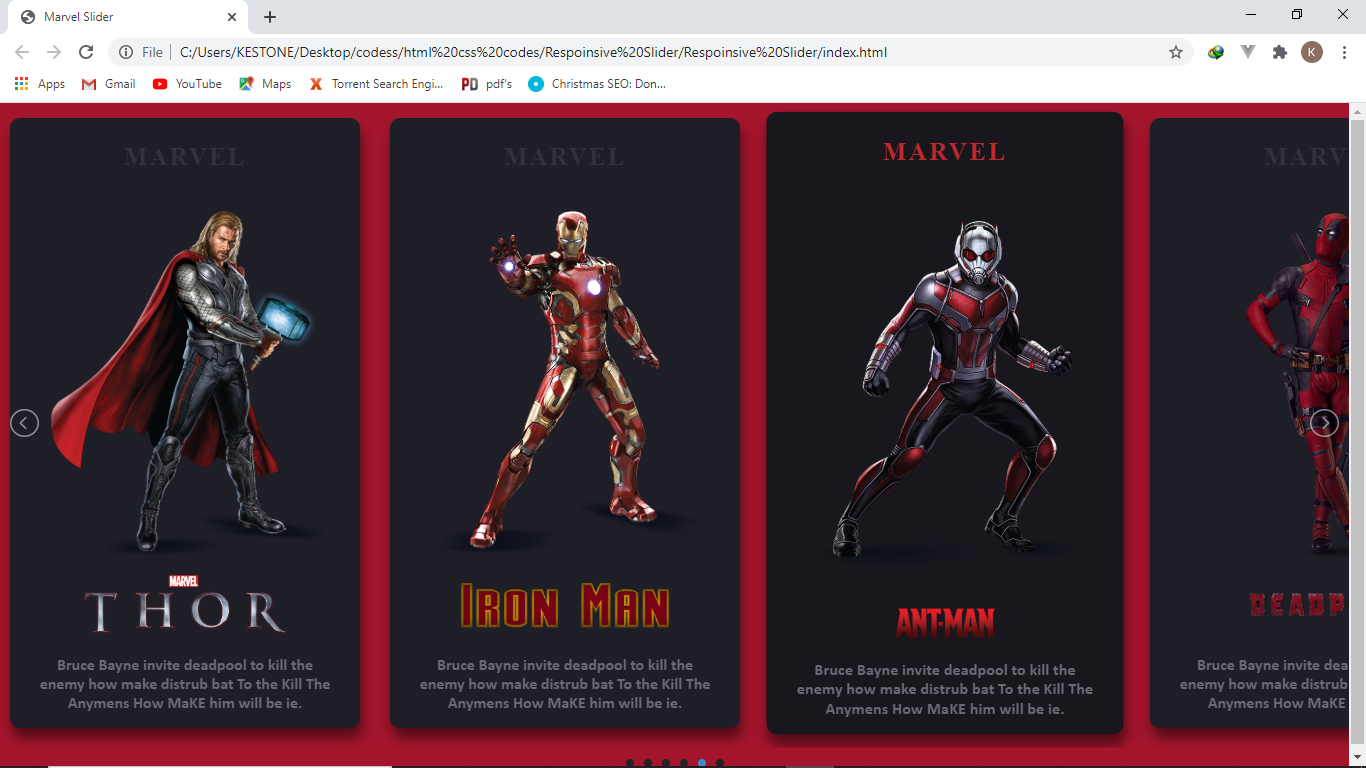 Marvel Slider
File
C:/Users/KESTONE/Desktop/codess/html%20css%20codes/Respoinsive%20Slider/Respoinsive%20Slider/index.html
K
Apps
Gmail
YouTube
Maps
X
Torrent Search Engi...
PD
pdf's
Christmas SEO: Don...
MARVEL
MARVEL
THOR
Bruce Bayne invite deadpool to kill the
enemy how make distrub bat To the Kill The
Anymens How MaKE him will be ie.
MARVEL
IRON MAN
Bruce Bayne invite deadpool to kill the
enemy how make distrub bat To the Kill The
Anymens How MaKE him will be ie.
MARVEL
ANT-MAN
Bruce Bayne invite deadpool to kill the
enemy how make distrub bat To the Kill The
Anymens How MaKE him will be ie.
MARV
DEADP
Bruce Bayne invite dea
enemy how make distrub
Anymens How MaKE